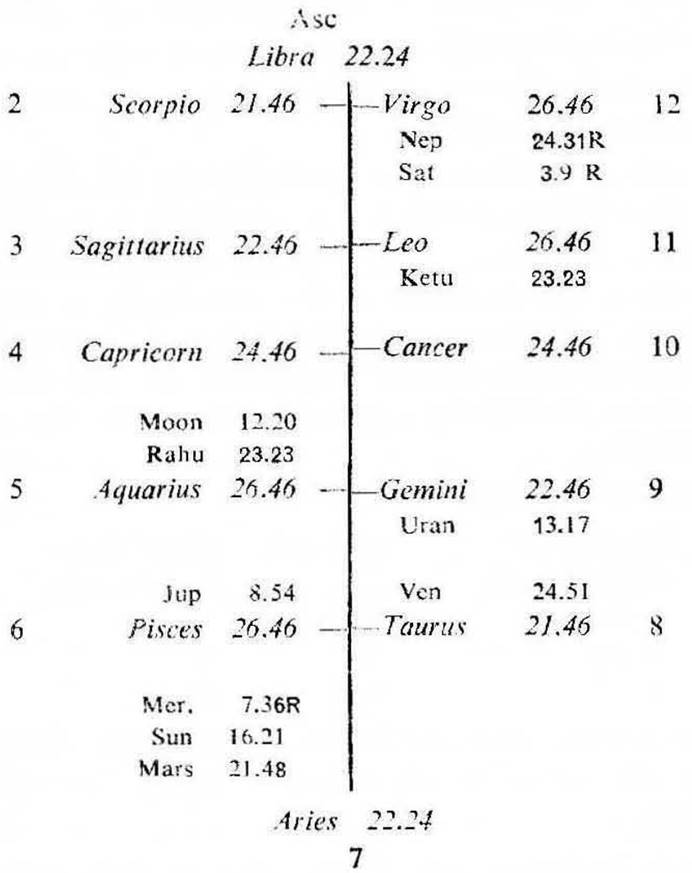 Asc
Libra 22.24
2 Scorpio 21.46 Virgo 26.46 12
Nep 24.31R
Sat 3.9 R
3 Sagittarius 22.46 Leo 26.46 11
Ketu 23.23
4 Capricorn 24.46 Cancer 24.46 10
Moon 12.20
Rahu 23.23
5 Aquarius 26.46 Gemini 22.46 9
Uran 13.17
Jup 8.54 Ven 24.51
6 Pisces 26.46 Taurus 21.46 8
Mer. 7.36R
Sun 16.21
Mars 21.48
Aries 22.24
7